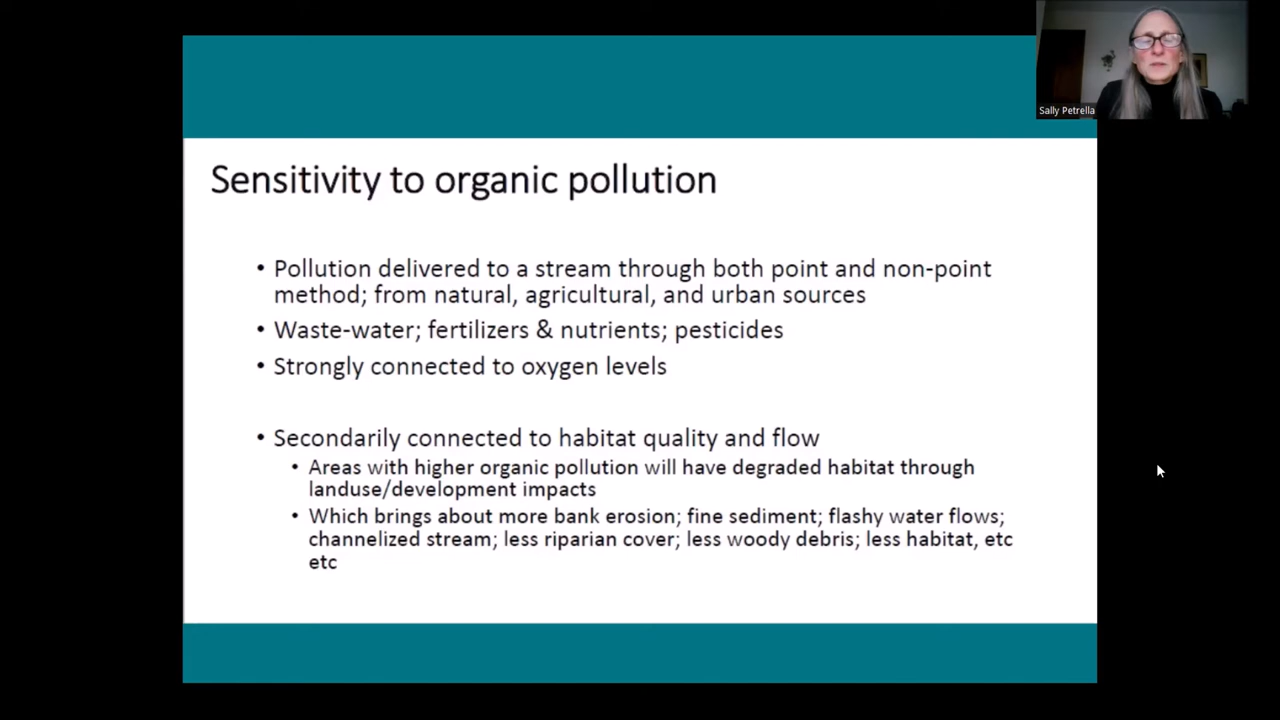 Sally Petrella
Sensitivity to organic pollution
• Pollution delivered to a stream through both point and non-point
method; from natural, agricultural, and urban sources
• Waste-water; fertilizers & nutrients; pesticides
• Strongly connected to oxygen levels
• Secondarily connected to habitat quality and flow
• Areas with higher organic pollution will have degraded habitat through
landuse/development impacts
• Which brings about more bank erosion; fine sediment; flashy water flows;
channelized stream; less riparian cover; less woody debris; less habitat, etc
etc